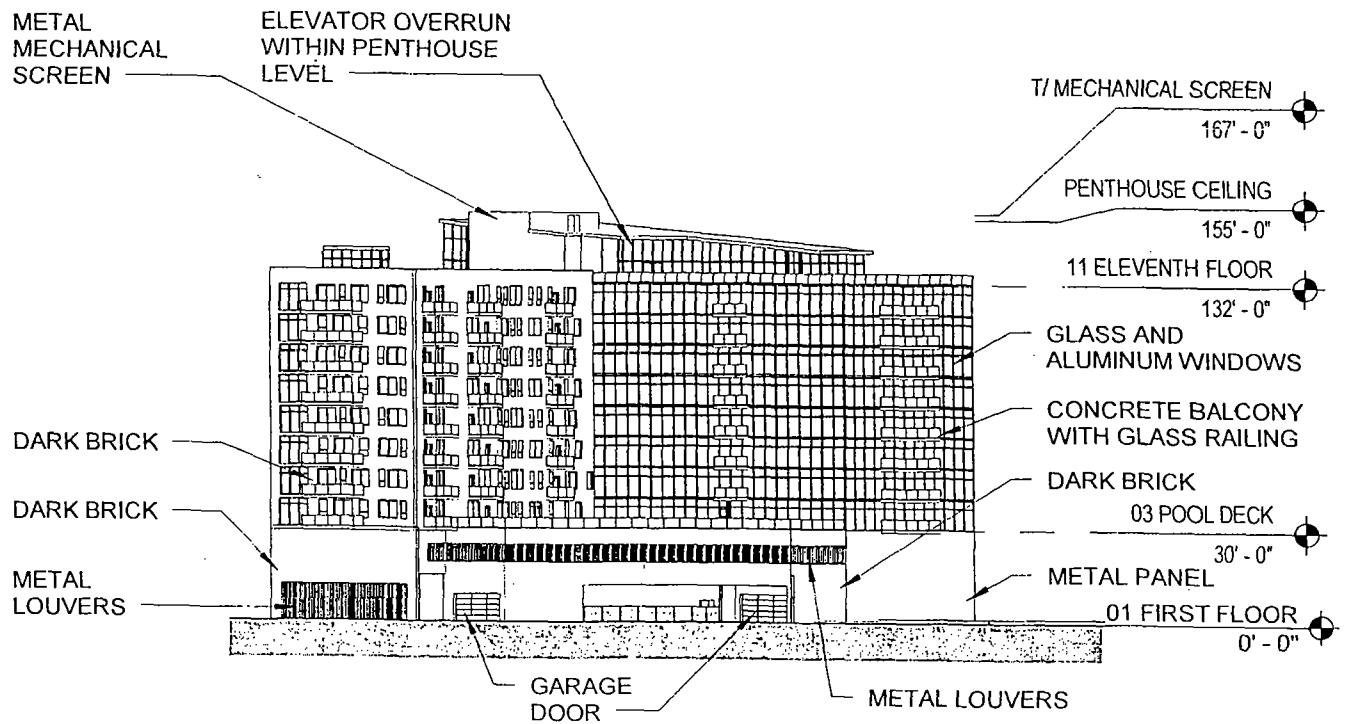 METAL
MECHANICAL
SCREEN
ELEVATOR OVERRUN
WITHIN PENTHOUSE
LEVEL
T/ MECHANICAL SCREEN
167' - 0"
PENTHOUSE CEILING
155' - 0"
11 ELEVENTH FLOOR
132' - 0"
GLASS AND
ALUMINUM WINDOWS
CONCRETE BALCONY
WITH GLASS RAILING
DARK BRICK
DARK BRICK
DARK BRICK
03 POOL DECK
30' - 0"
METAL
LOUVERS
METAL PANEL
01 FIRST FLOOR
0' - 0"
GARAGE
DOOR
METAL LOUVERS